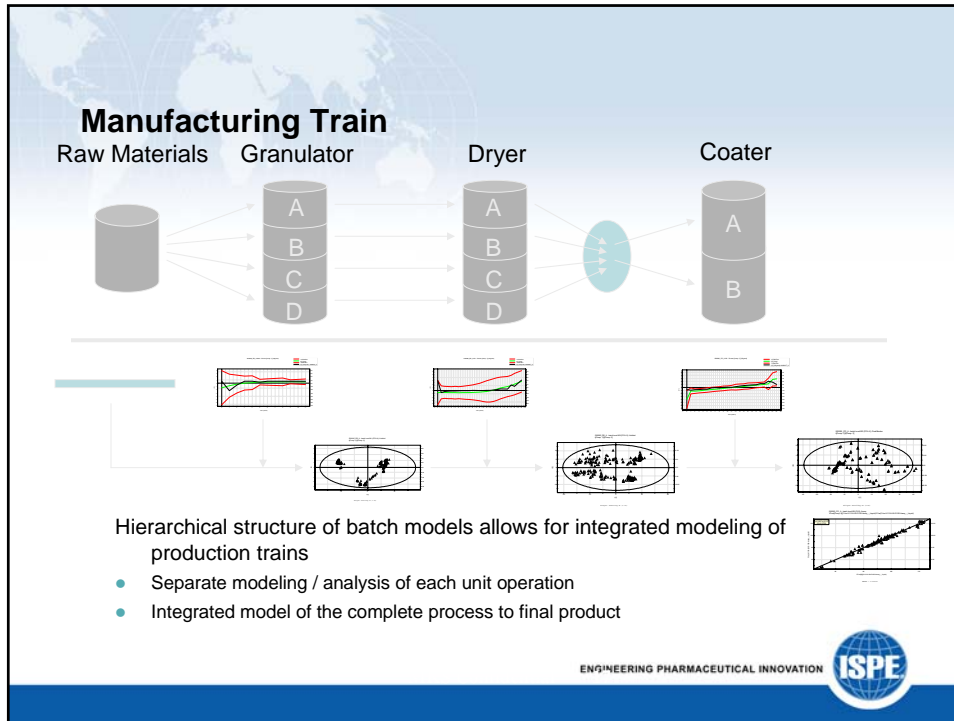 Manufacturing Train
Raw Materials Granulator Dryer Coater
A A A
B B B
C C
D D
Hierarchical structure of batch models allows for integrated modeling of
production trains
Separate modeling / analysis of each unit operation
Integrated model of the complete process to final product
ENGINEERING PHARMACEUTICAL INNOVATION
ISPE